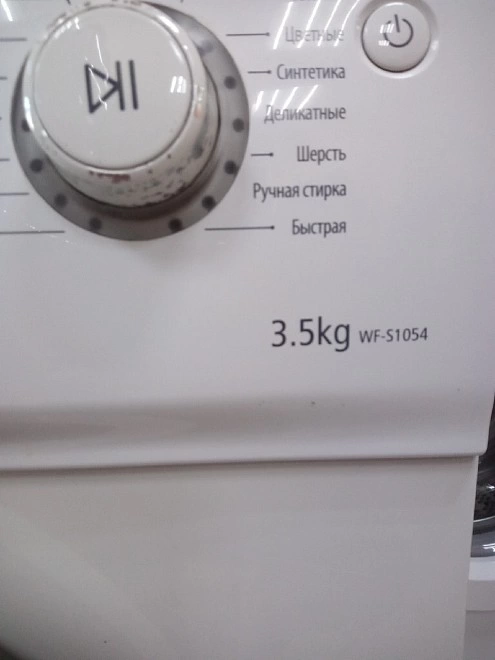 Цветные
Синтетика
Деликатные
Шерсть
Ручная стирка
Быстрая
3.5kg WF-S1054